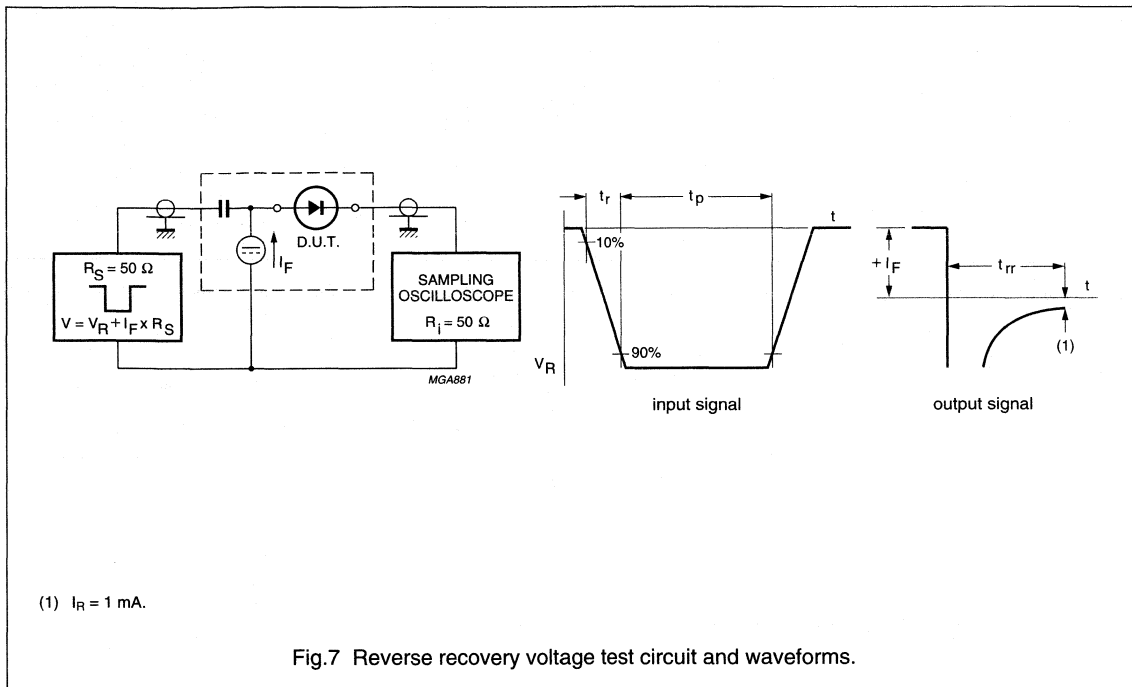 R_S = 50 Ω
V = V_R + I_F x R_S
I_F
D.U.T.
SAMPLING
OSCILLOSCOPE
R_i = 50 Ω
MGA881
t_r
t_p
t
10%
90%
V_R
input signal
+ I_F
t_rr
t
(1)
output signal
(1) I_R = 1 mA.
Fig.7 Reverse recovery voltage test circuit and waveforms.